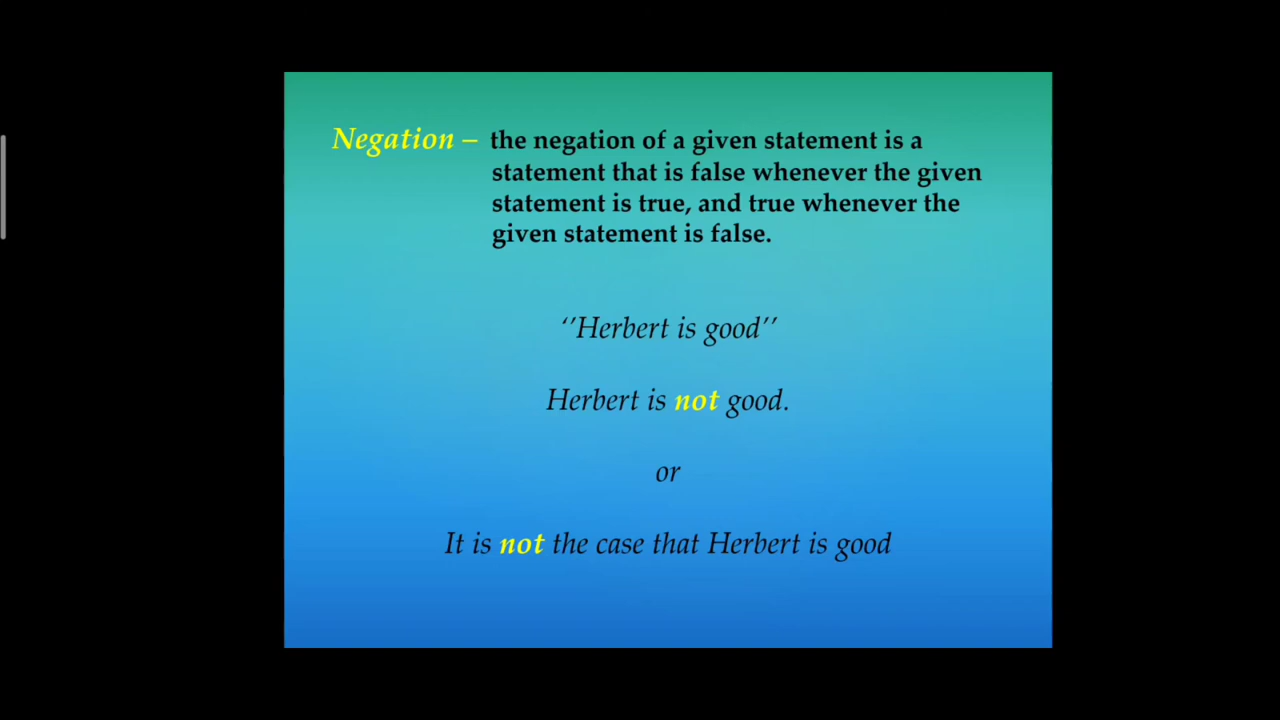 Negation – the negation of a given statement is a
statement that is false whenever the given
statement is true, and true whenever the
given statement is false.
‘’Herbert is good’’
Herbert is not good.
or
It is not the case that Herbert is good